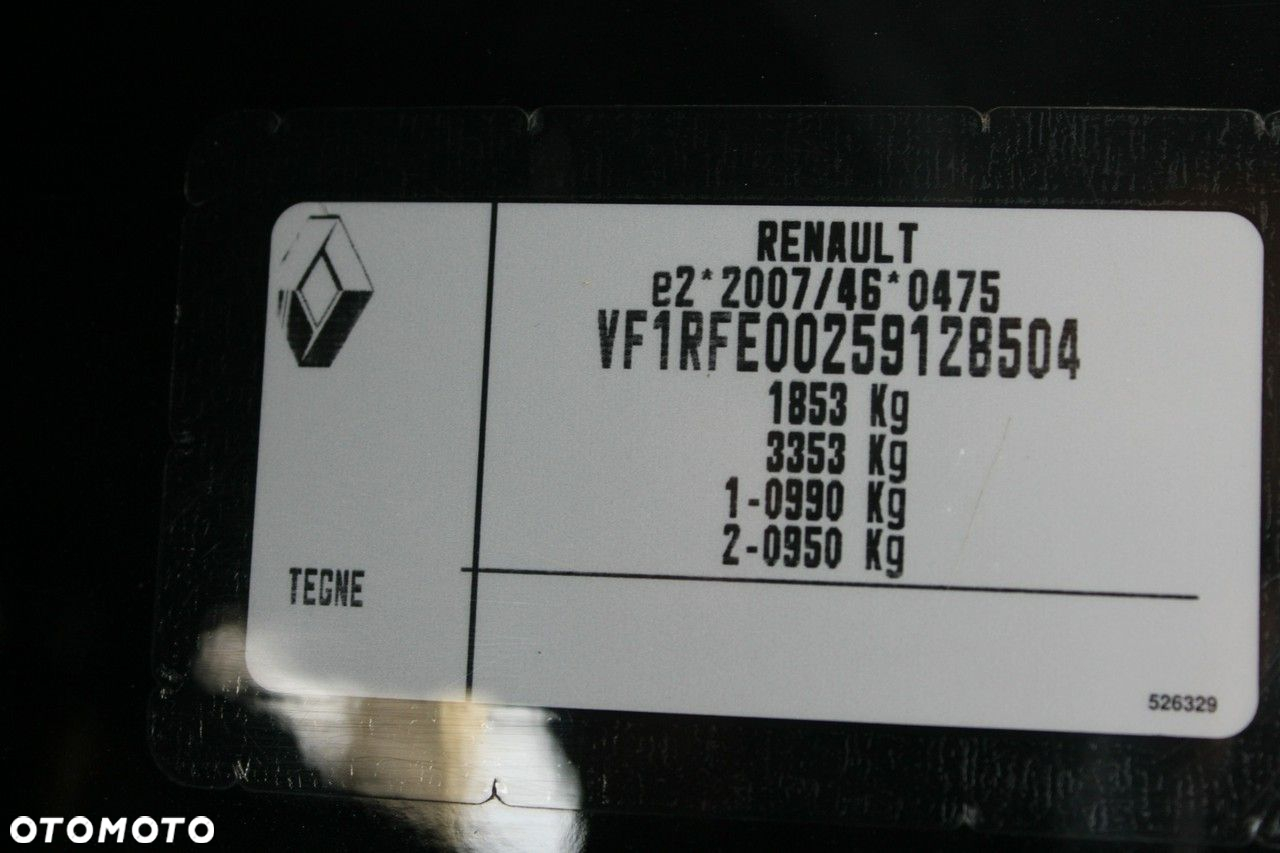 RENAULT
e2*2007/46*0475
VF1RFE00259128504
1853 Kg
3353 Kg
1-0990 Kg
2-0950 Kg
TEGNE
526329
OTOMOTO